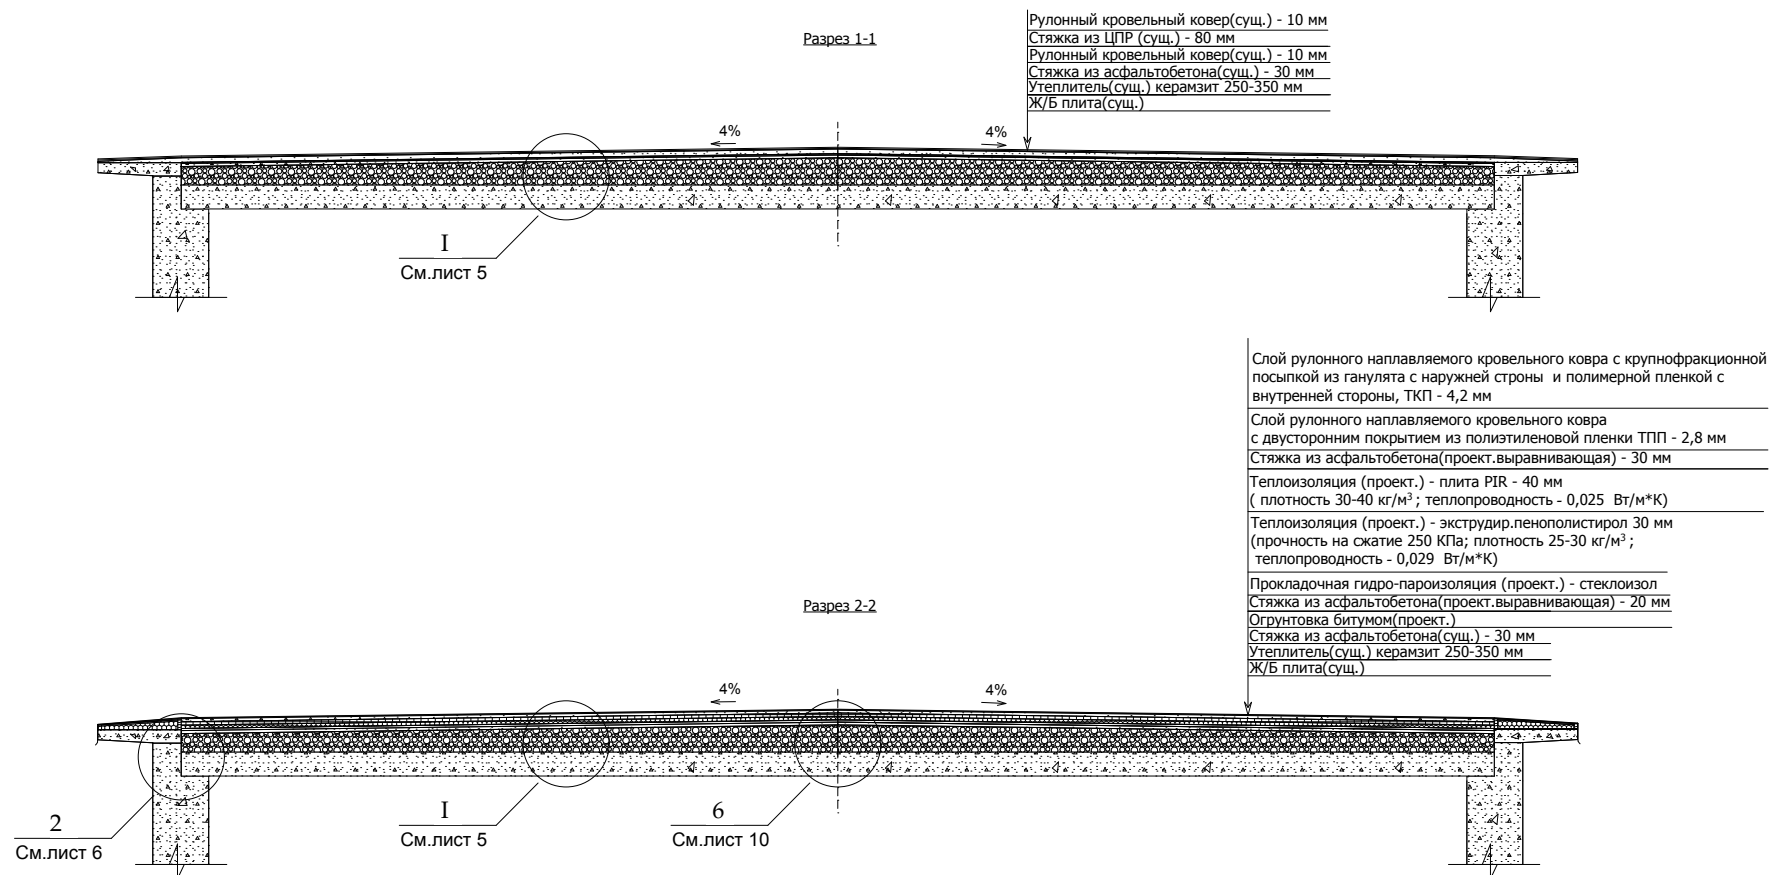 Разрез 1-1
Рулонный кровельный ковер(сущ.) - 10 мм
Стяжка из ЦПР (сущ.) - 80 мм
Рулонный кровельный ковер(сущ.) - 10 мм
Стяжка из асфальтобетона(сущ.) - 30 мм
Утеплитель(сущ.) керамзит 250-350 мм
Ж/Б плита(сущ.)
4%
4%
I
См.лист 5
Слой рулонного наплавляемого кровельного ковра с крупнофракционной
посыпкой из ганулята с наружней строны и полимерной пленкой с
внутренней стороны, ТКП - 4,2 мм
Слой рулонного наплавляемого кровельного ковра
с двусторонним покрытием из полиэтиленовой пленки ТПП - 2,8 мм
Стяжка из асфальтобетона(проект.выравнивающая) - 30 мм
Теплоизоляция (проект.) - плита PIR - 40 мм
( плотность 30-40 кг/м³ ; теплопроводность - 0,025 Вт/м*К)
Теплоизоляция (проект.) - экструдир.пенополистирол 30 мм
(прочность на сжатие 250 КПа; плотность 25-30 кг/м³ ;
теплопроводность - 0,029 Вт/м*К)
Прокладочная гидро-пароизоляция (проект.) - стеклоизол
Стяжка из асфальтобетона(проект.выравнивающая) - 20 мм
Огрунтовка битумом(проект.)
Стяжка из асфальтобетона(сущ.) - 30 мм
Утеплитель(сущ.) керамзит 250-350 мм
Ж/Б плита(сущ.)
Разрез 2-2
4%
4%
2
См.лист 6
I
См.лист 5
6
См.лист 10